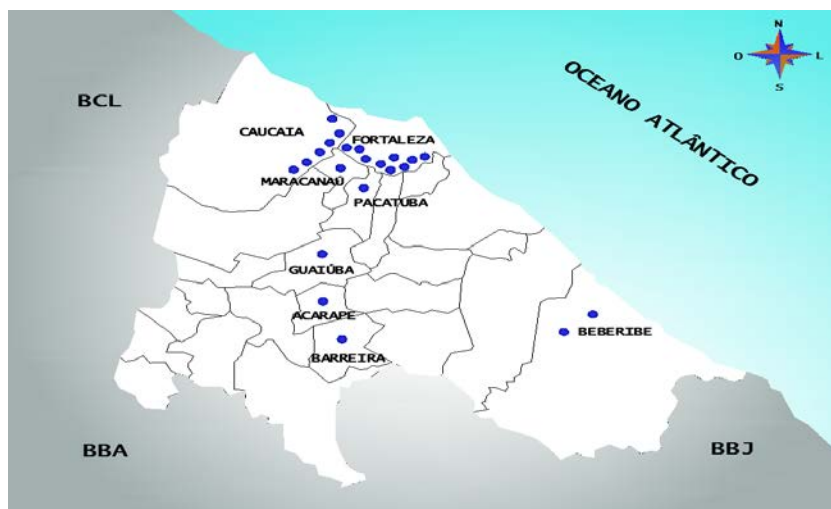 N
O
L
S
BCL
OCEANO ATLÂNTICO
CAUCAIA
FORTALEZA
MARACANAÚ
PACATUBA
GUAIÚBA
ACARAPE
BARREIRA
BEBERIBE
BBA
BBJ